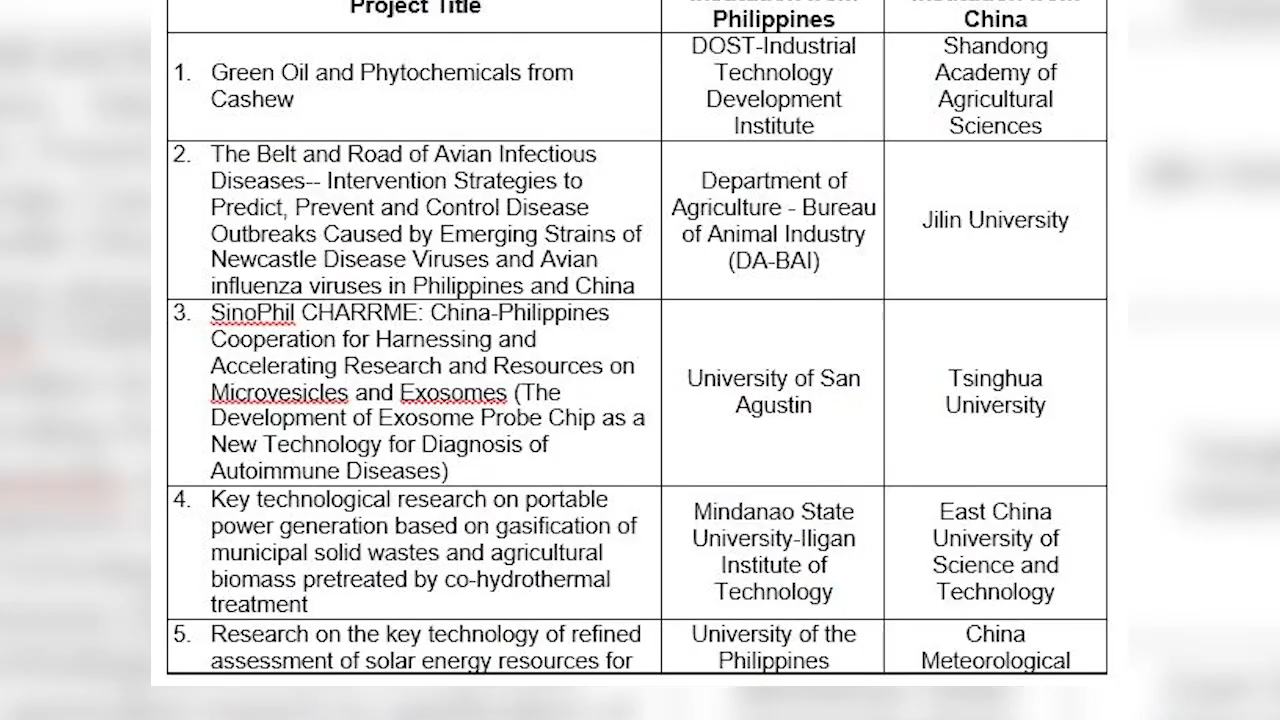 Project Title
Philippines
China
1. Green Oil and Phytochemicals from
Cashew
DOST-Industrial
Technology
Development
Institute
Shandong
Academy of
Agricultural
Sciences
2. The Belt and Road of Avian Infectious
Diseases-- Intervention Strategies to
Predict, Prevent and Control Disease
Outbreaks Caused by Emerging Strains of
Newcastle Disease Viruses and Avian
influenza viruses in Philippines and China
Department of
Agriculture - Bureau
of Animal Industry
(DA-BAI)
Jilin University
3. SinoPhil CHARRME: China-Philippines
Cooperation for Harnessing and
Accelerating Research and Resources on
Microvesicles and Exosomes (The
Development of Exosome Probe Chip as a
New Technology for Diagnosis of
Autoimmune Diseases)
University of San
Agustin
Tsinghua
University
4. Key technological research on portable
power generation based on gasification of
municipal solid wastes and agricultural
biomass pretreated by co-hydrothermal
treatment
Mindanao State
University-Iligan
Institute of
Technology
East China
University of
Science and
Technology
5. Research on the key technology of refined
assessment of solar energy resources for
University of the
Philippines
China
Meteorological